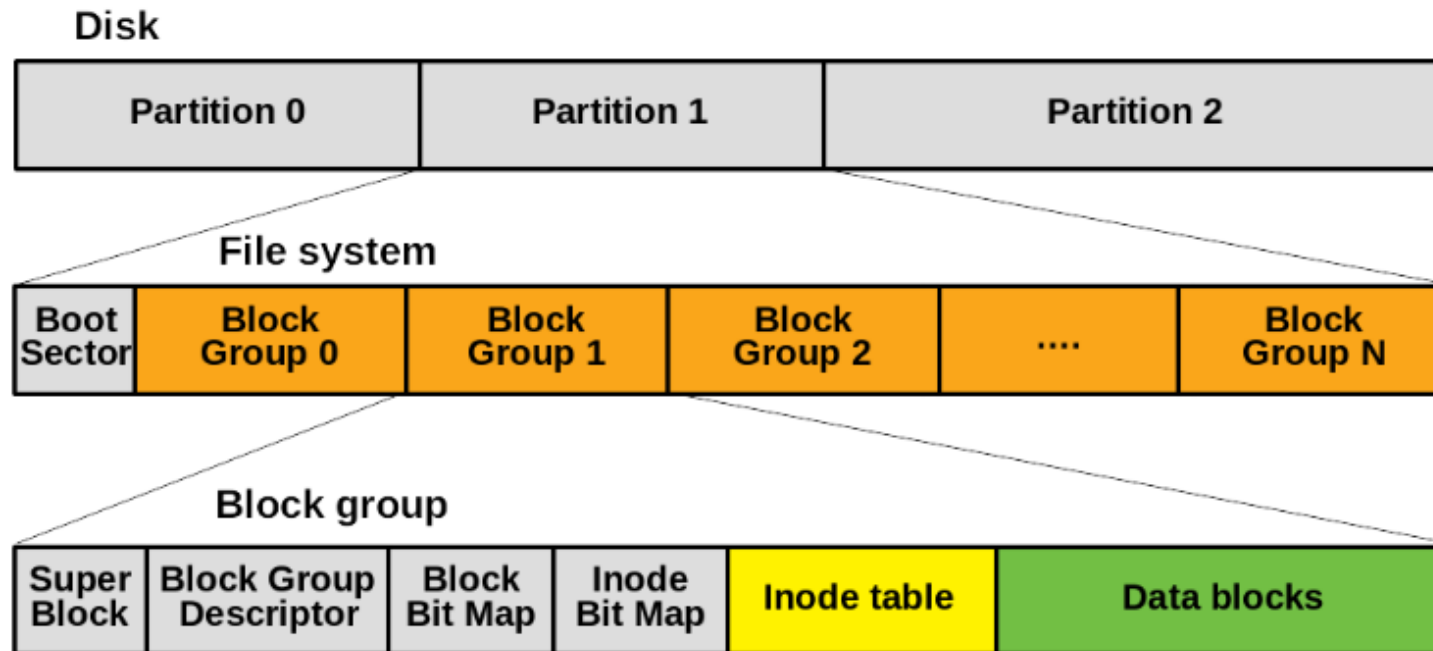 Disk
Partition 0
Partition 1
Partition 2
File system
Boot
Sector
Block
Group 0
Block
Group 1
Block
Group 2
....
Block
Group N
Block group
Super
Block
Block Group
Descriptor
Block
Bit Map
Inode
Bit Map
Inode table
Data blocks